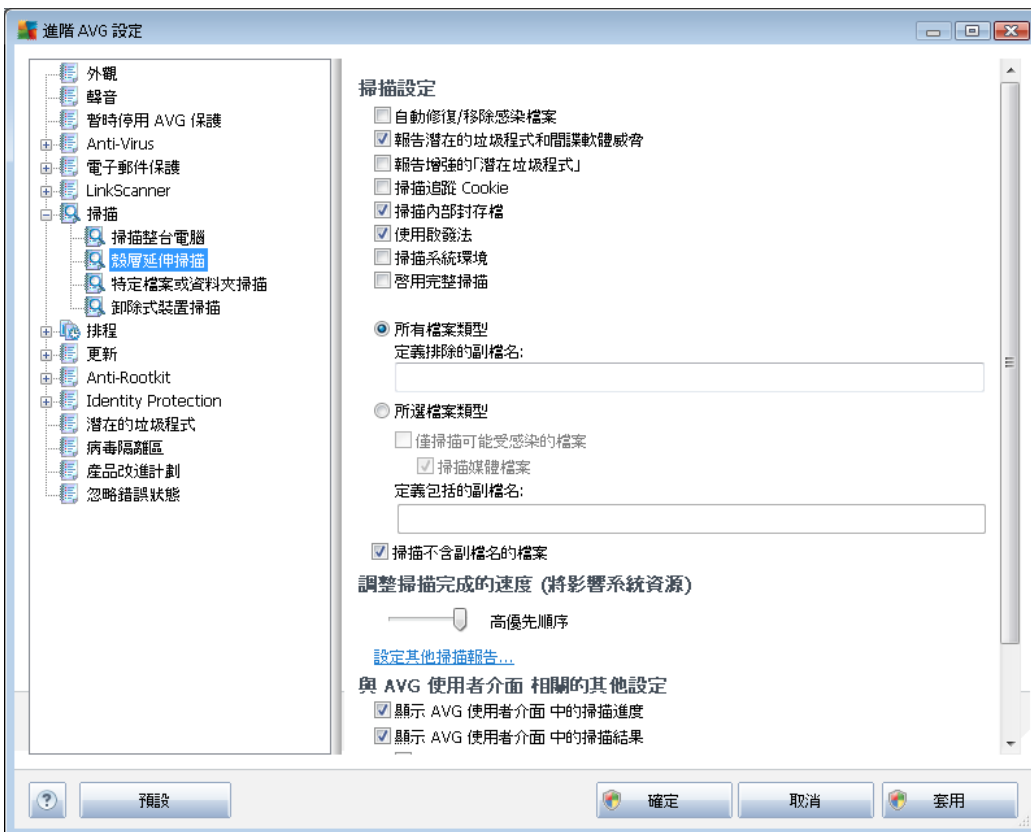 進階 AVG 設定
外觀
聲音
暫時停用 AVG 保護
Anti-Virus
電子郵件保護
LinkScanner
掃描
掃描整台電腦
殼層延伸掃描
特定檔案或資料夾掃描
卸除式裝置掃描
排程
更新
Anti-Rootkit
Identity Protection
潛在的垃圾程式
病毒隔離區
產品改進計劃
忽略錯誤狀態
掃描設定
自動修復/移除感染檔案
報告潛在的垃圾程式和間諜軟體威脅
報告增強的「潛在垃圾程式」
掃描追蹤 Cookie
掃描內部封存檔
使用啟發法
掃描系統環境
啓用完整掃描
所有檔案類型
定義排除的副檔名:
所選檔案類型
僅掃描可能受感染的檔案
掃描媒體檔案
定義包括的副檔名:
掃描不含副檔名的檔案
調整掃描完成的速度 (將影響系統資源)
高優先順序
設定其他掃描報告...
與 AVG 使用者介面 相關的其他設定
顯示 AVG 使用者介面 中的掃描進度
顯示 AVG 使用者介面 中的掃描結果
?
預設
確定
取消
套用